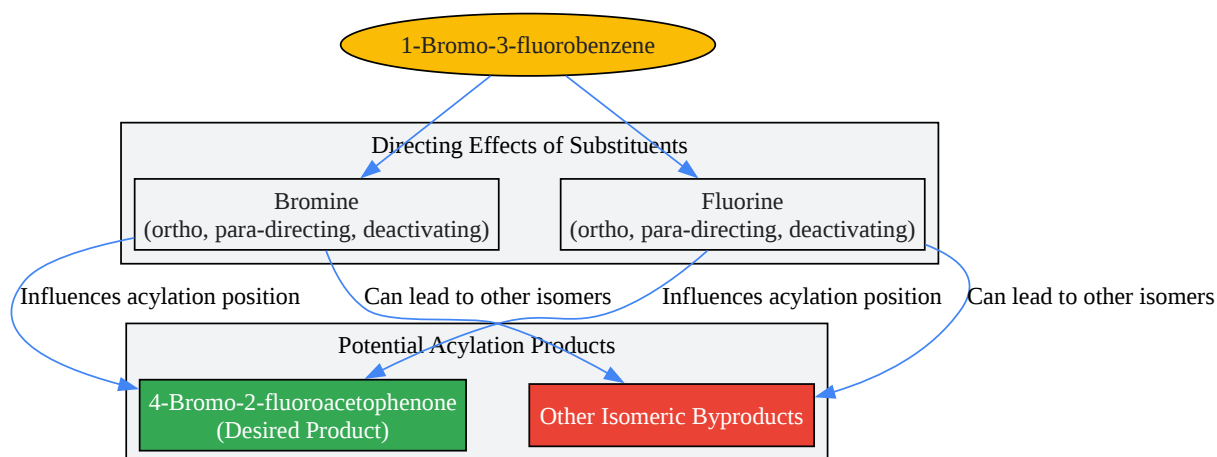 1-Bromo-3-fluorobenzene
Directing Effects of Substituents
Bromine
(ortho, para-directing, deactivating)
Fluorine
(ortho, para-directing, deactivating)
Influences acylation position
Can lead to other isomers
Influences acylation position
Can lead to other isomers
Potential Acylation Products
4-Bromo-2-fluoroacetophenone
(Desired Product)
Other Isomeric Byproducts